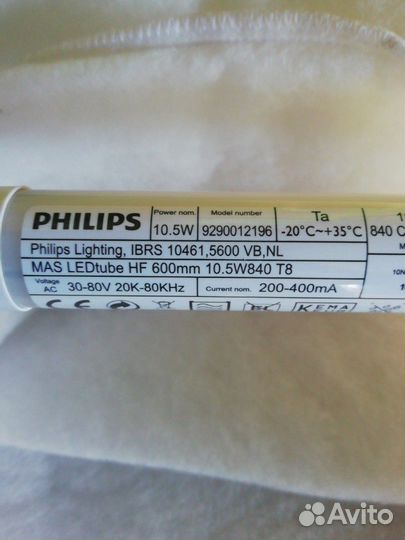 PHILIPS
Power nom. Model number Ta
10.5W 9290012196 -20°C~+35°C 840
Philips Lighting, IBRS 10461,5600 VB,NL
MAS LEDtube HF 600mm 10.5W840 T8
Voltage AC 30-80V 20K-80KHz Current nom. 200-400mA
CE KEMA
Avito